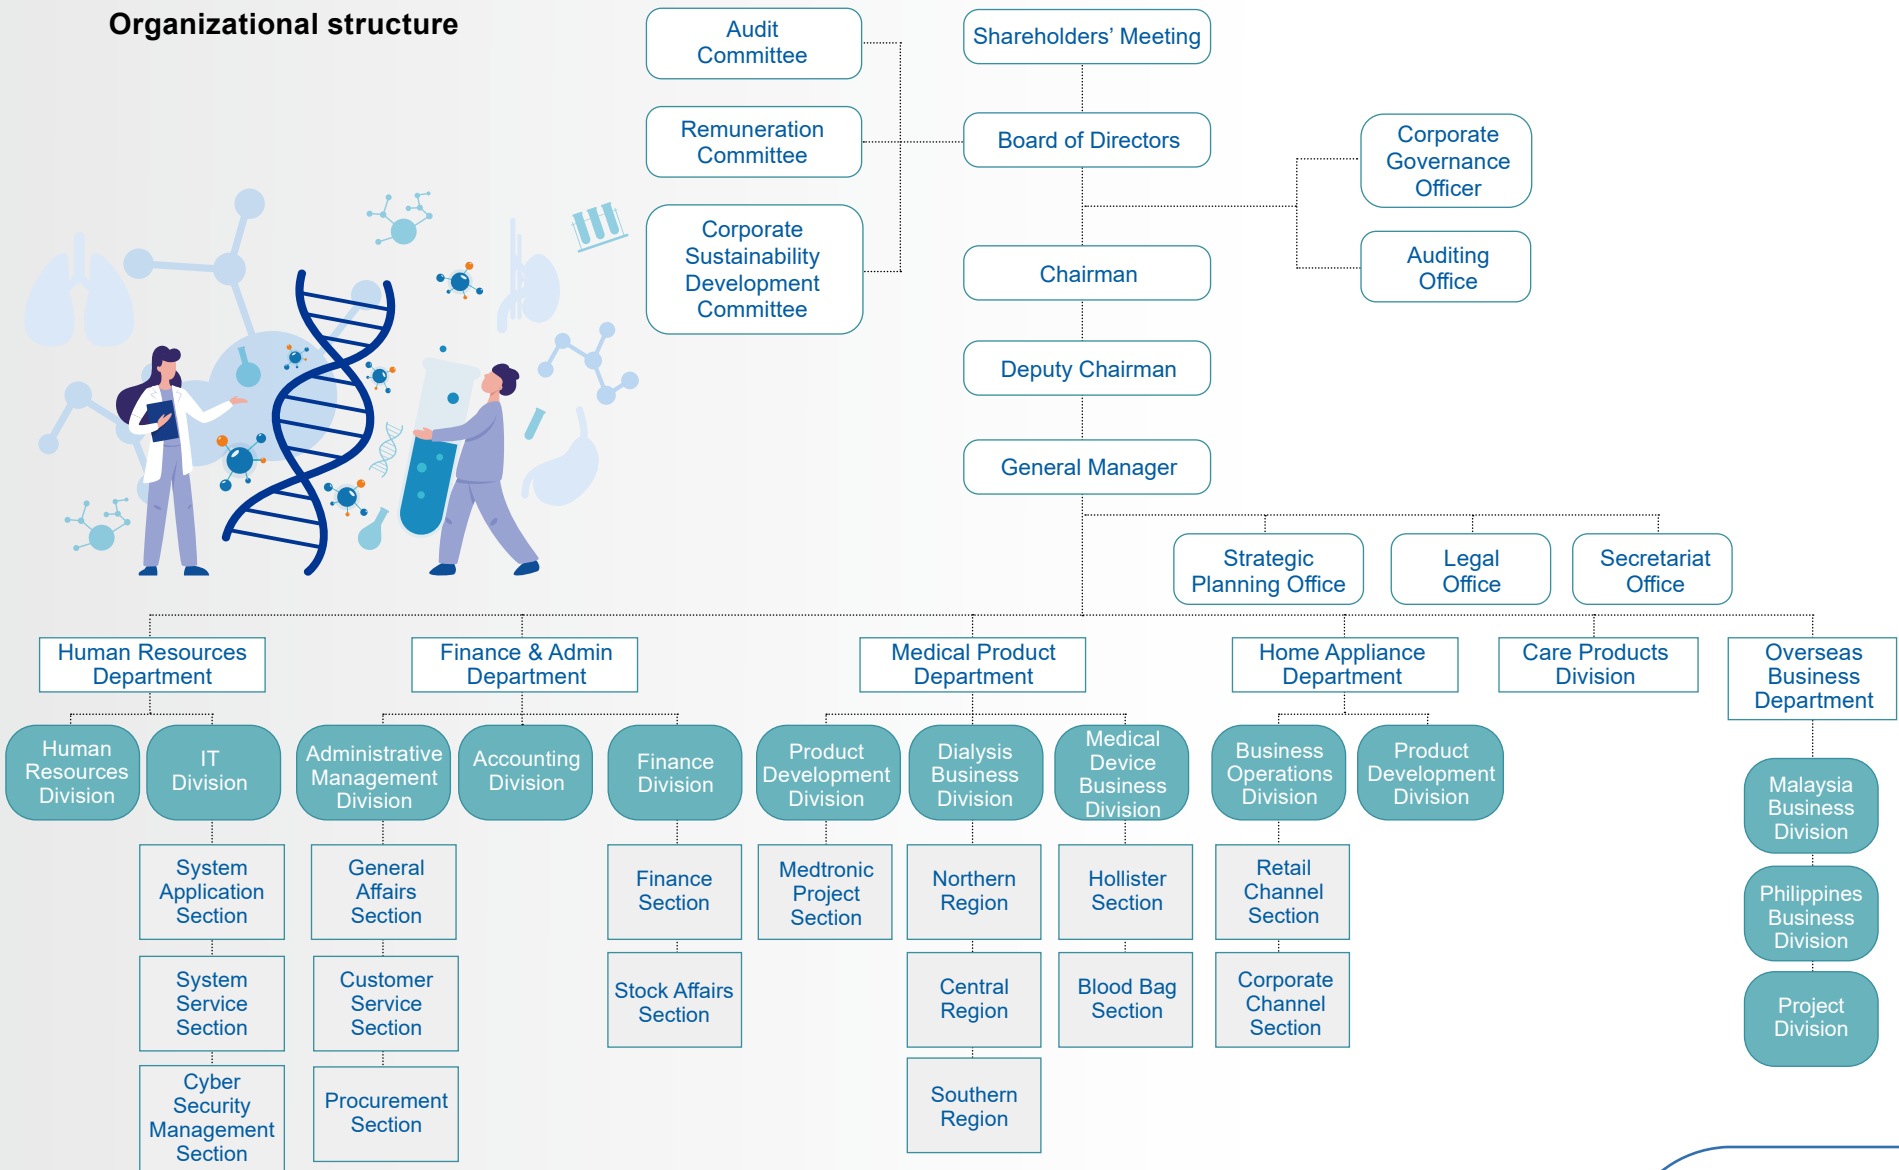 Organizational structure
Audit
Committee
Shareholders’ Meeting
Remuneration
Committee
Board of Directors
Corporate
Governance
Officer
Corporate
Sustainability
Development
Committee
Chairman
Auditing
Office
Deputy Chairman
General Manager
Strategic
Planning Office
Legal
Office
Secretariat
Office
Human Resources
Department
Finance & Admin
Department
Medical Product
Department
Home Appliance
Department
Care Products
Division
Overseas
Business
Department
Human
Resources
Division
IT
Division
Administrative
Management
Division
Accounting
Division
Finance
Division
Product
Development
Division
Dialysis
Business
Division
Medical
Device
Business
Division
Business
Operations
Division
Product
Development
Division
Malaysia
Business
Division
System
Application
Section
General
Affairs
Section
Finance
Section
Medtronic
Project
Section
Northern
Region
Hollister
Section
Retail
Channel
Section
Philippines
Business
Division
System
Service
Section
Customer
Service
Section
Stock Affairs
Section
Central
Region
Blood Bag
Section
Corporate
Channel
Section
Project
Division
Cyber
Security
Management
Section
Procurement
Section
Southern
Region